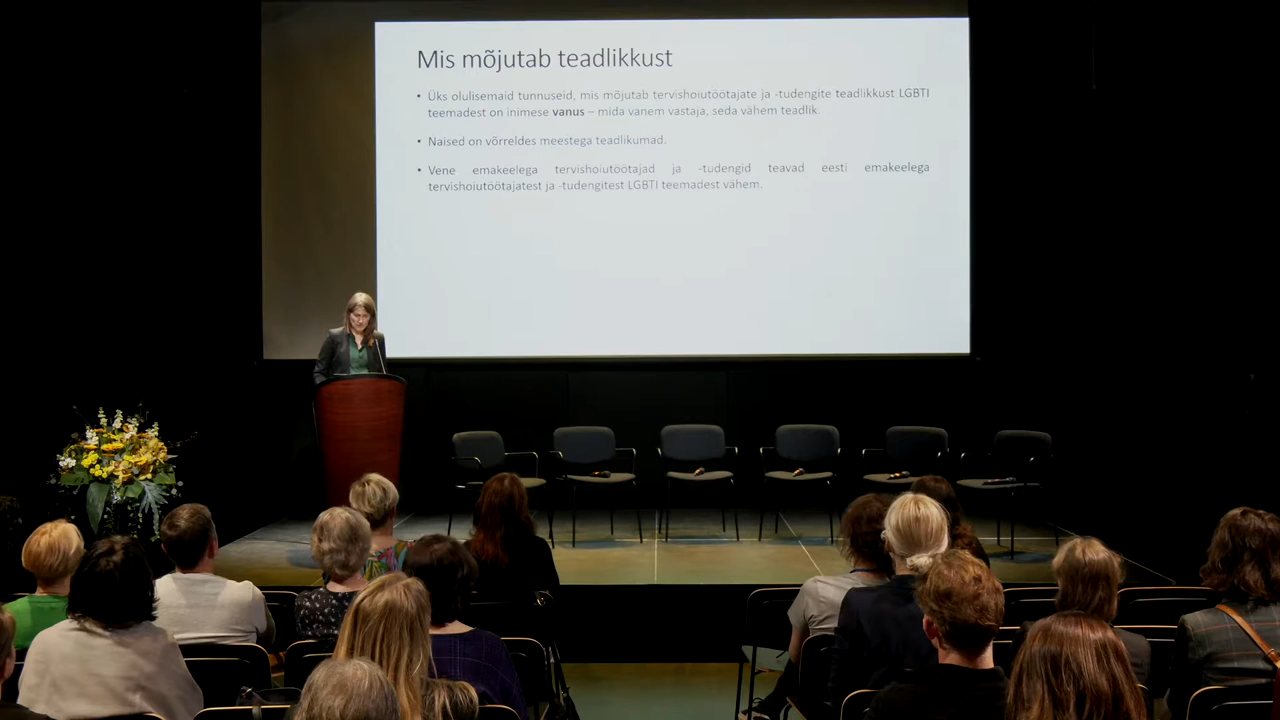 Mis mõjutab teadlikkust
• Üks olulisemaid tunnuseid, mis mõjutab tervishoiutöötajate ja -tudengite teadlikkust LGBTI
teemadest on inimese vanus – mida vanem vastaja, seda vähem teadlik.
• Naised on võrreldes meestega teadlikumad.
• Vene emakeelega tervishoiutöötajad ja -tudengid teavad eesti emakeelega
tervishoiutöötajatest ja -tudengitest LGBTI teemadest vähem.